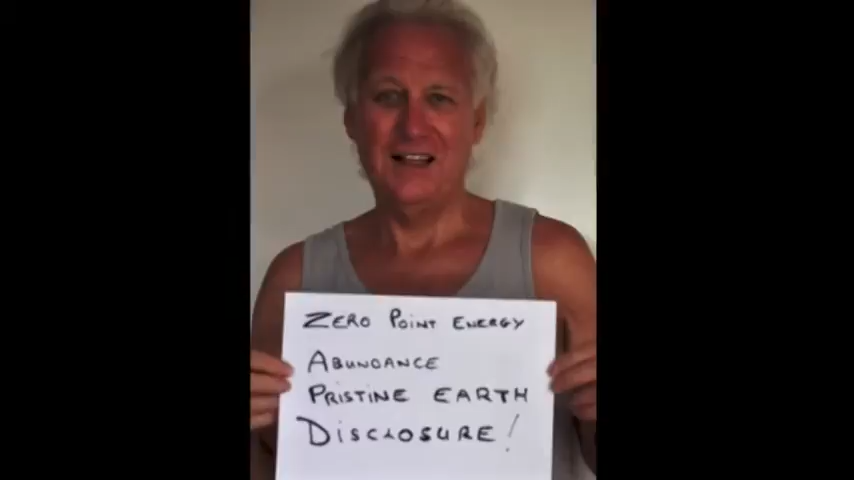 Zero Point Energy
Abundance
Pristine Earth
Disclosure!